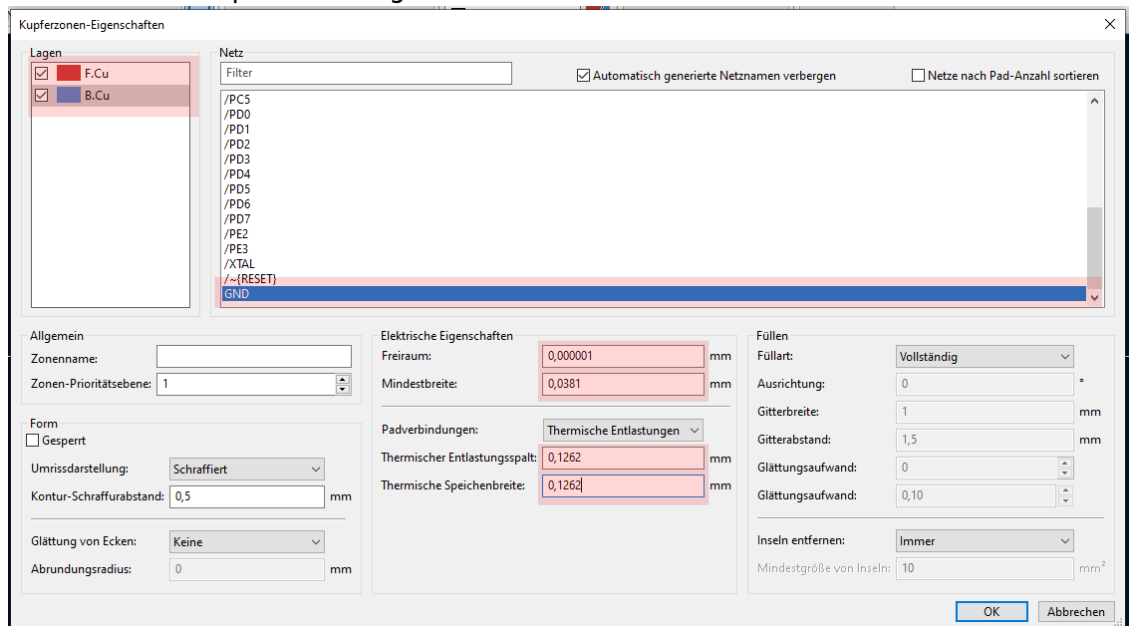 Kupferzonen-Eigenschaften
Lagen
F.Cu
B.Cu
Netz
Filter
Automatisch generierte Netznamen verbergen
Netze nach Pad-Anzahl sortieren
/PC5
/PD0
/PD1
/PD2
/PD3
/PD4
/PD5
/PD6
/PD7
/PE2
/PE3
/XTAL
/~{RESET}
GND
Allgemein
Zonenname:
Zonen-Prioritätsebene: 1
Form
Gesperrt
Umrissdarstellung: Schraffiert
Kontur-Schraffurabstand: 0,5 mm
Glättung von Ecken: Keine
Abrundungsradius: 0 mm
Elektrische Eigenschaften
Freiraum: 0,000001 mm
Mindestbreite: 0,0381 mm
Padverbindungen: Thermische Entlastungen
Thermischer Entlastungsspalt: 0,1262 mm
Thermische Speichenbreite: 0,1262 mm
Füllen
Füllart: Vollständig
Ausrichtung: 0 °
Gitterbreite: 1 mm
Gitterabstand: 1,5 mm
Glättungsaufwand: 0
Glättungsaufwand: 0,10
Inseln entfernen: Immer
Mindestgröße von Inseln: 10 mm²
OK Abbrechen